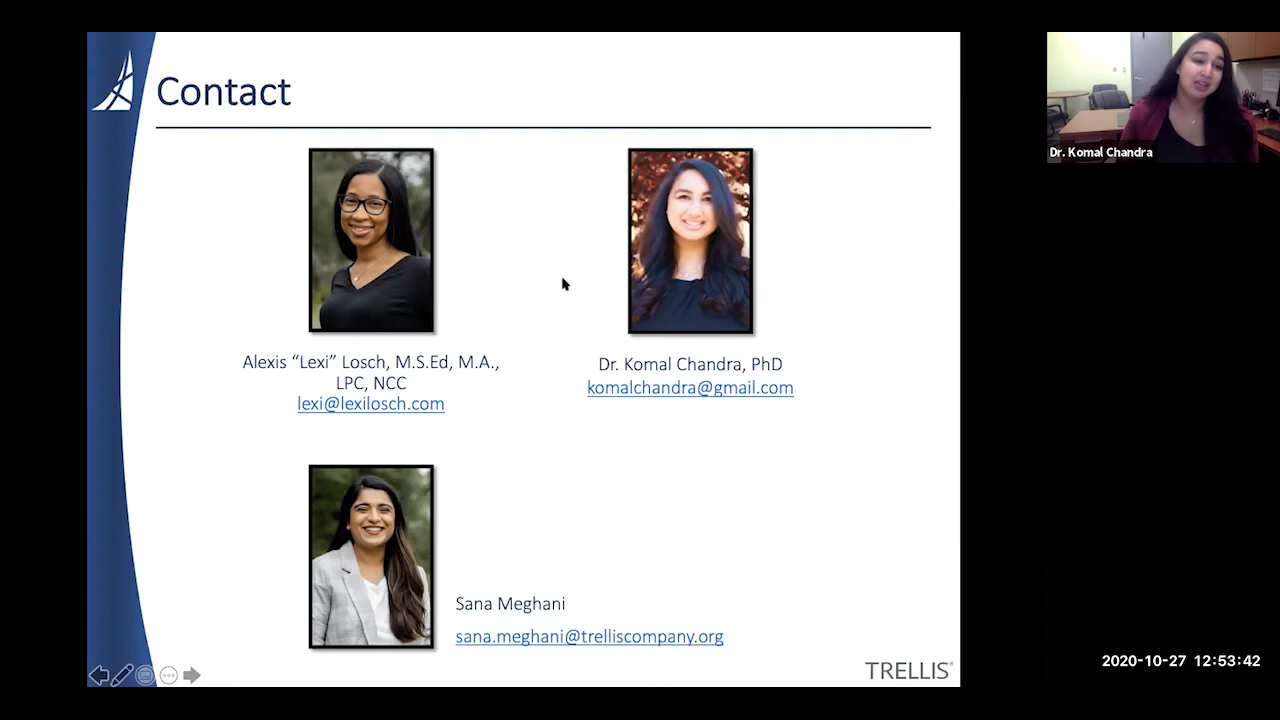 Contact
Dr. Komal Chandra
Alexis “Lexi” Losch, M.S.Ed, M.A.,
LPC, NCC
lexi@lexilosch.com
Dr. Komal Chandra, PhD
komalchandra@gmail.com
Sana Meghani
sana.meghani@trelliscompany.org
TRELLIS®
2020-10-27 12:53:42